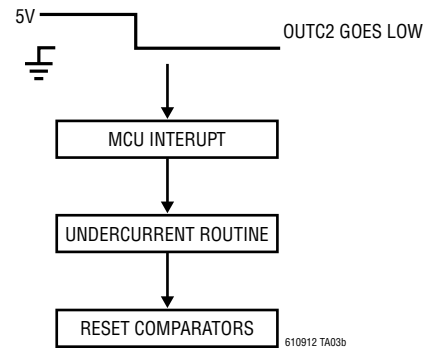 5V
OUTC2 GOES LOW
MCU INTERUPT
UNDERCURRENT ROUTINE
RESET COMPARATORS
610912 TA03b